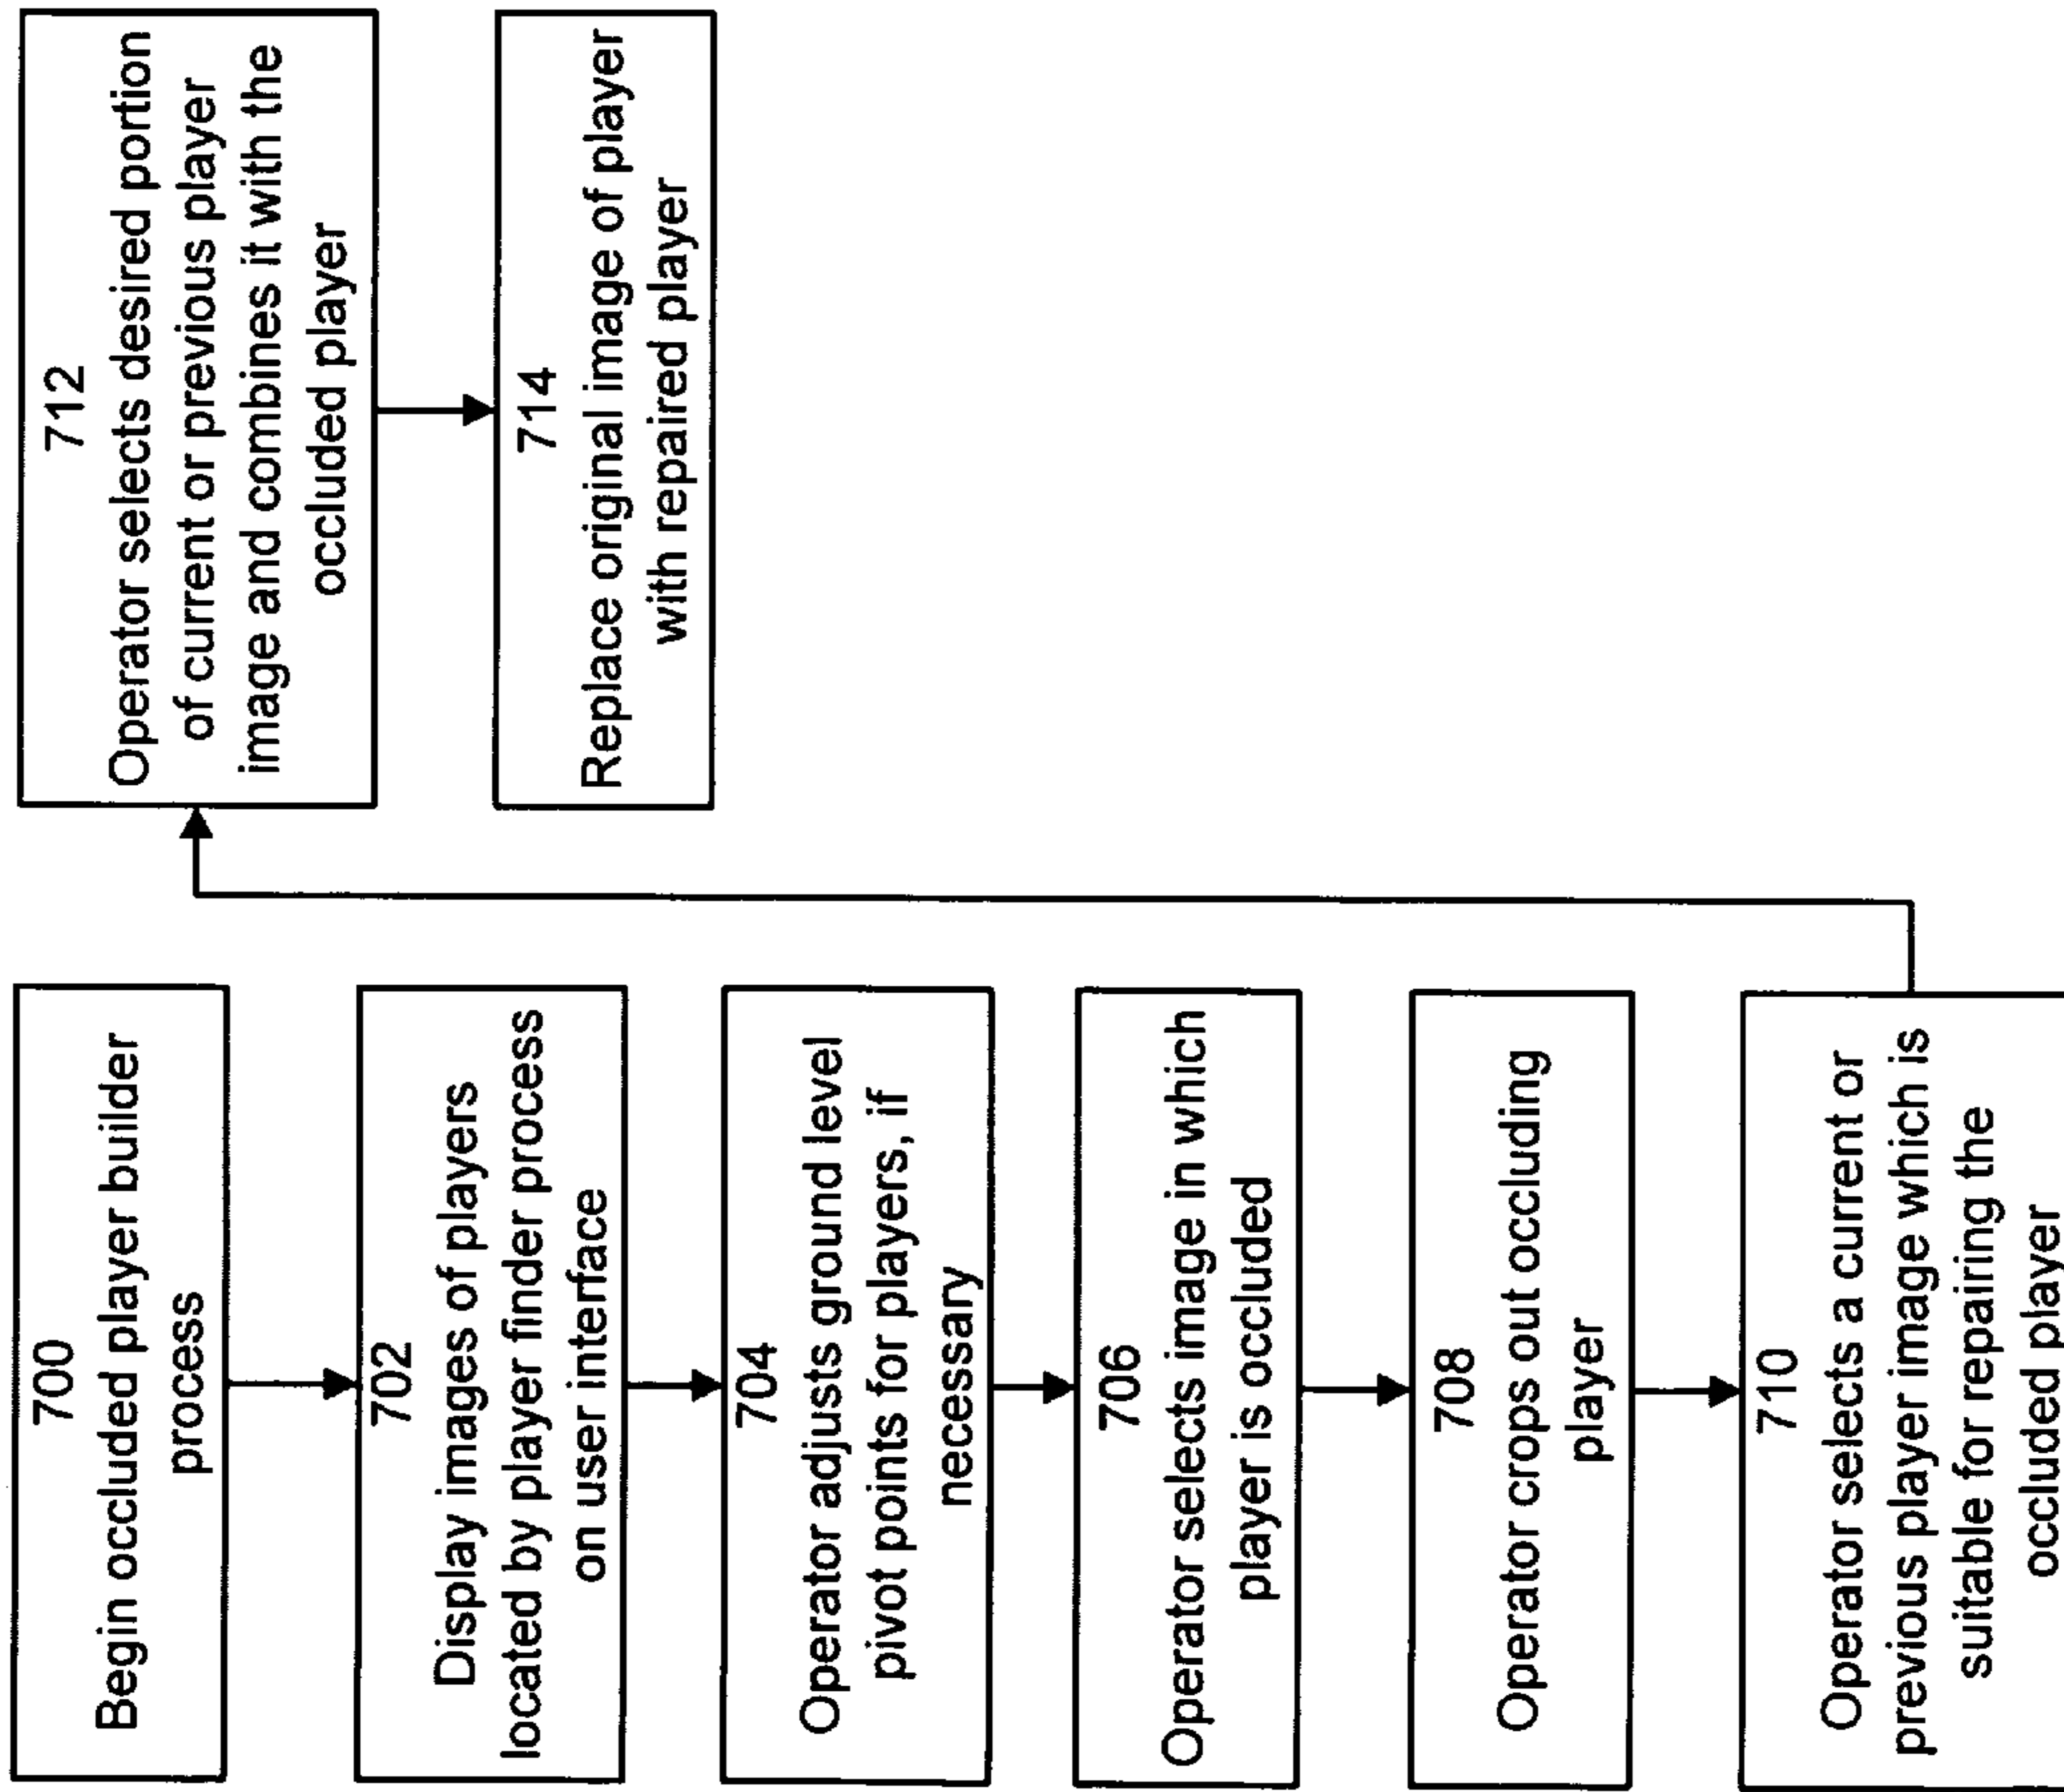 700
Begin occluded player builder
process
702
Display images of players
located by player finder process
on user interface
704
Operator adjusts ground level
pivot points for players, if
necessary
706
Operator selects image in which
player is occluded
708
Operator crops out occluding
player
710
Operator selects a current or
previous player image which is
suitable for repairing the
occluded player
712
Operator selects desired portion
of current or previous player
image and combines it with the
occluded player
714
Replace original image of player
with repaired player